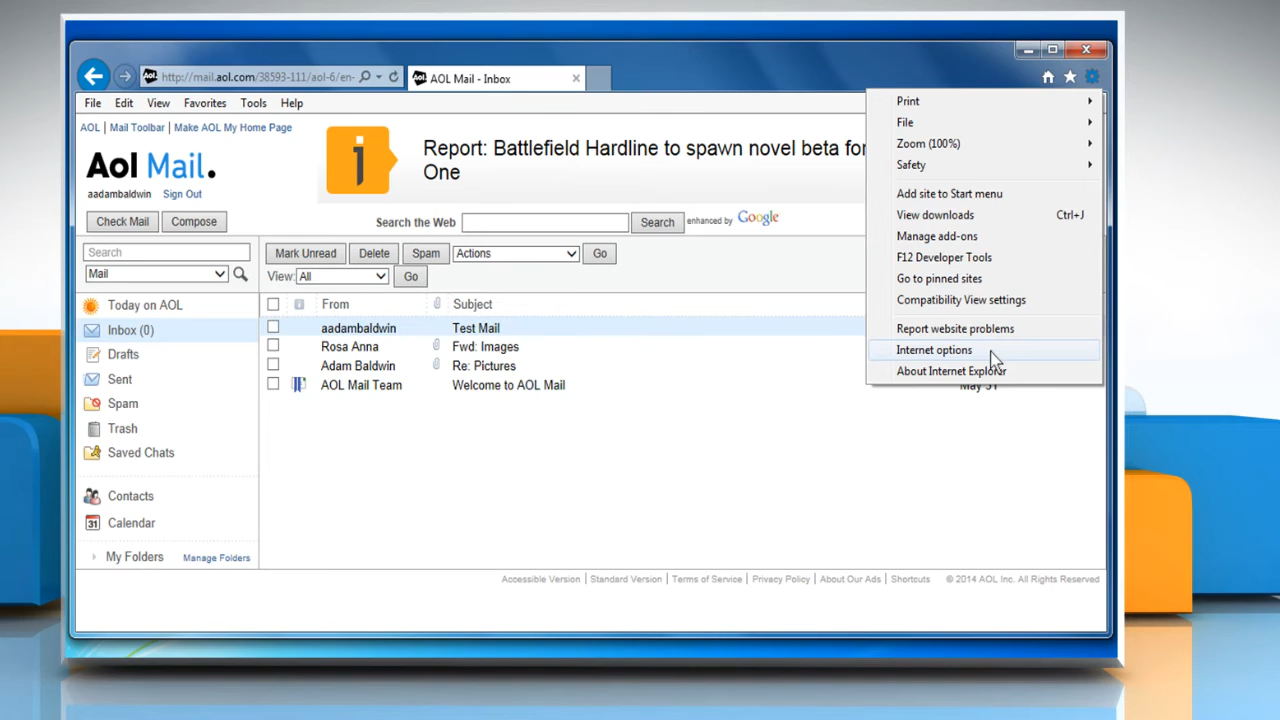 http://mail.aol.com/38593-111/aol-6/en-
AOL Mail - Inbox
File Edit View Favorites Tools Help
AOL | Mail Toolbar | Make AOL My Home Page
Aol Mail.
aadambaldwin Sign Out
Report: Battlefield Hardline to spawn novel beta for
One
Check Mail Compose
Search the Web Search enhanced by Google
Search
Mail
Mark Unread Delete Spam Actions Go
View: All Go
Today on AOL
Inbox (0)
Drafts
Sent
Spam
Trash
Saved Chats
Contacts
31 Calendar
My Folders Manage Folders
From Subject
aadambaldwin Test Mail
Rosa Anna Fwd: Images
Adam Baldwin Re: Pictures
AOL Mail Team Welcome to AOL Mail May 31
Print
File
Zoom (100%)
Safety
Add site to Start menu
View downloads Ctrl+J
Manage add-ons
F12 Developer Tools
Go to pinned sites
Compatibility View settings
Report website problems
Internet options
About Internet Explorer
Accessible Version | Standard Version | Terms of Service | Privacy Policy | About Our Ads | Shortcuts © 2014 AOL Inc. All Rights Reserved